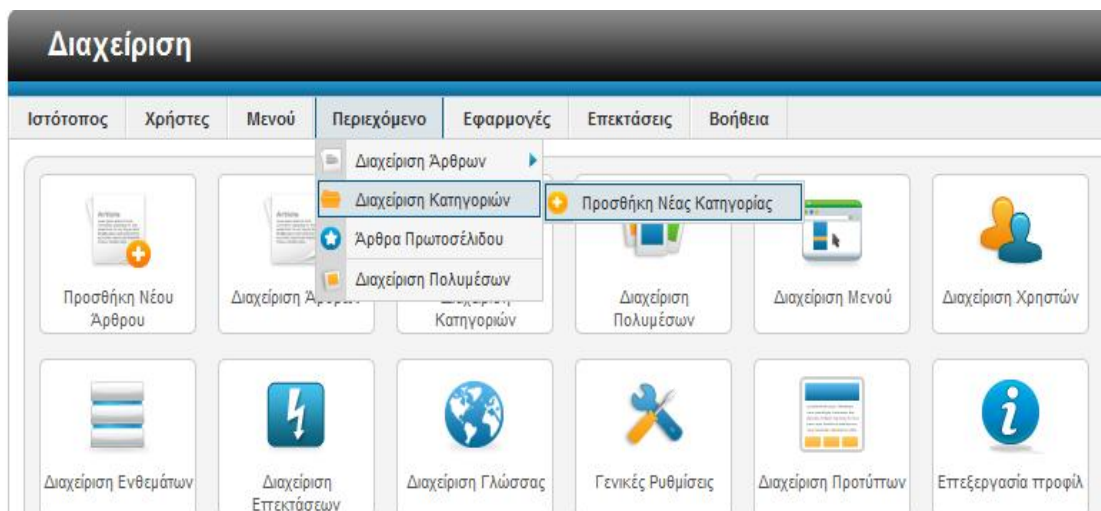 Διαχείριση
Ιστότοπος Χρήστες Μενού Περιεχόμενο Εφαρμογές Επεκτάσεις Βοήθεια
Διαχείριση Άρθρων
Διαχείριση Κατηγοριών
Προσθήκη Νέας Κατηγορίας
Άρθρα Πρωτοσέλιδου
Διαχείριση Πολυμέσων
Προσθήκη Νέου
Άρθρου
Διαχείριση
Κατηγοριών
Διαχείριση
Πολυμέσων
Διαχείριση Μενού
Διαχείριση Χρηστών
Διαχείριση Ενθεμάτων
Διαχείριση
Επεκτάσεων
Διαχείριση Γλώσσας
Γενικές Ρυθμίσεις
Διαχείριση Προτύπων
Επεξεργασία προφίλ